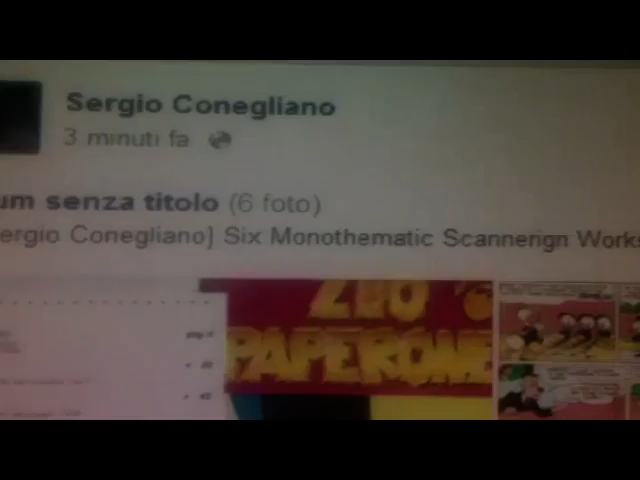 Sergio Conegliano
3 minuti fa
um senza titolo (6 foto)
ergio Conegliano] Six Monothematic Scannerign Works
ZIO
PAPERONE